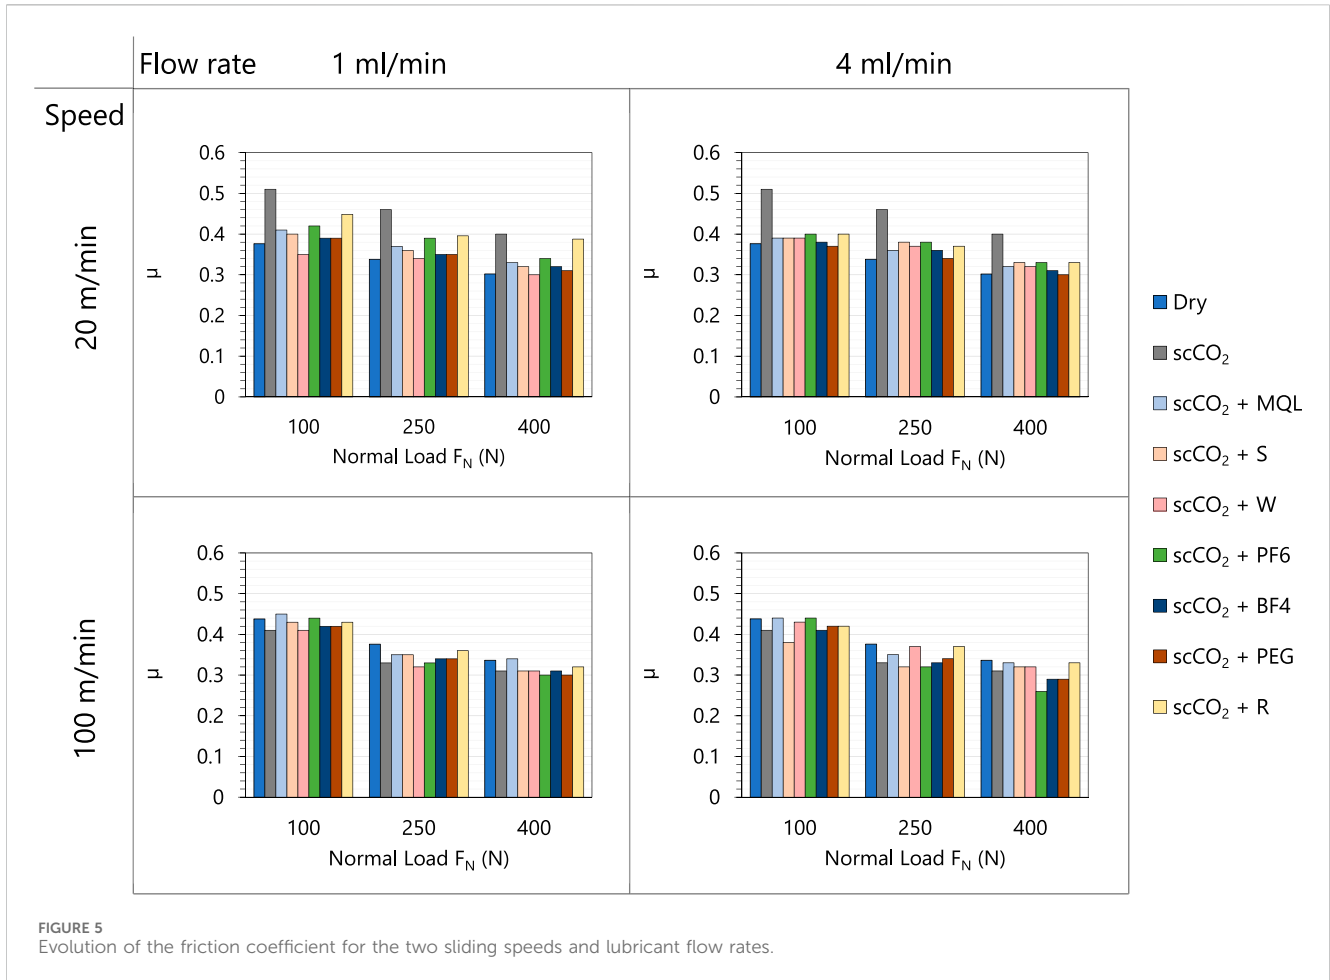 Flow rate 1 ml/min 4 ml/min
Speed
20 m/min
0.6
0.5
0.4
0.3
0.2
0.1
0
μ
100 250 400
Normal Load F_N (N)
0.6
0.5
0.4
0.3
0.2
0.1
0
μ
100 250 400
Normal Load F_N (N)
100 m/min
0.6
0.5
0.4
0.3
0.2
0.1
0
μ
100 250 400
Normal Load F_N (N)
0.6
0.5
0.4
0.3
0.2
0.1
0
μ
100 250 400
Normal Load F_N (N)
Dry
scCO₂
scCO₂ + MQL
scCO₂ + S
scCO₂ + W
scCO₂ + PF6
scCO₂ + BF4
scCO₂ + PEG
scCO₂ + R
FIGURE 5
Evolution of the friction coefficient for the two sliding speeds and lubricant flow rates.